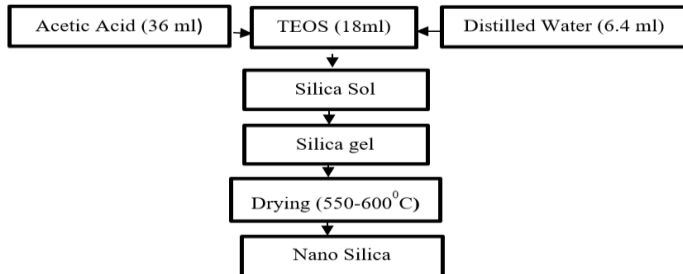 Acetic Acid (36 ml)
TEOS (18ml)
Distilled Water (6.4 ml)
Silica Sol
Silica gel
Drying (550-600⁰C)
Nano Silica